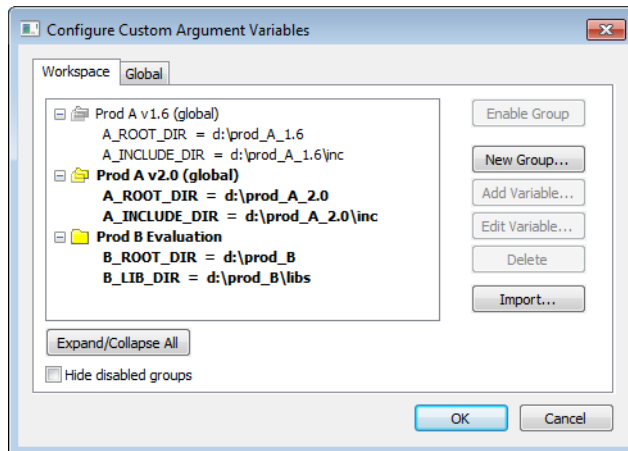 Configure Custom Argument Variables
Workspace
Global
Prod A v1.6 (global)
A_ROOT_DIR = d:\prod_A_1.6
A_INCLUDE_DIR = d:\prod_A_1.6\inc
Prod A v2.0 (global)
A_ROOT_DIR = d:\prod_A_2.0
A_INCLUDE_DIR = d:\prod_A_2.0\inc
Prod B Evaluation
B_ROOT_DIR = d:\prod_B
B_LIB_DIR = d:\prod_B\libs
Enable Group
New Group...
Add Variable...
Edit Variable...
Delete
Import...
Expand/Collapse All
Hide disabled groups
OK
Cancel